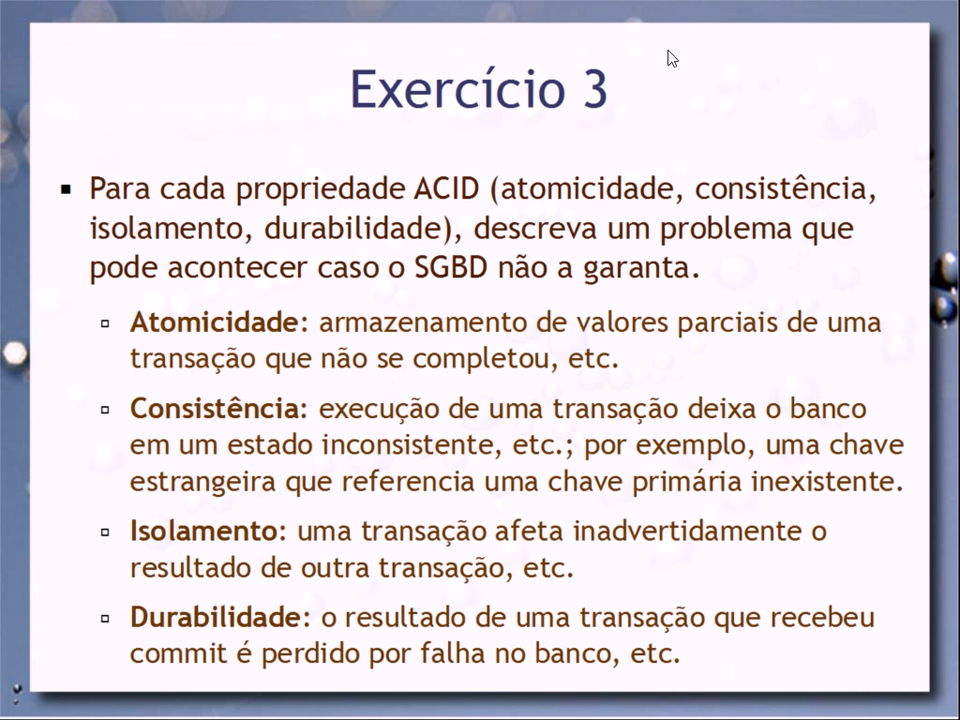 Exercício 3
Para cada propriedade ACID (atomicidade, consistência,
isolamento, durabilidade), descreva um problema que
pode acontecer caso o SGBD não a garanta.
Atomicidade: armazenamento de valores parciais de uma
transação que não se completou, etc.
Consistência: execução de uma transação deixa o banco
em um estado inconsistente, etc.; por exemplo, uma chave
estrangeira que referencia uma chave primária inexistente.
Isolamento: uma transação afeta inadvertidamente o
resultado de outra transação, etc.
Durabilidade: o resultado de uma transação que recebeu
commit é perdido por falha no banco, etc.